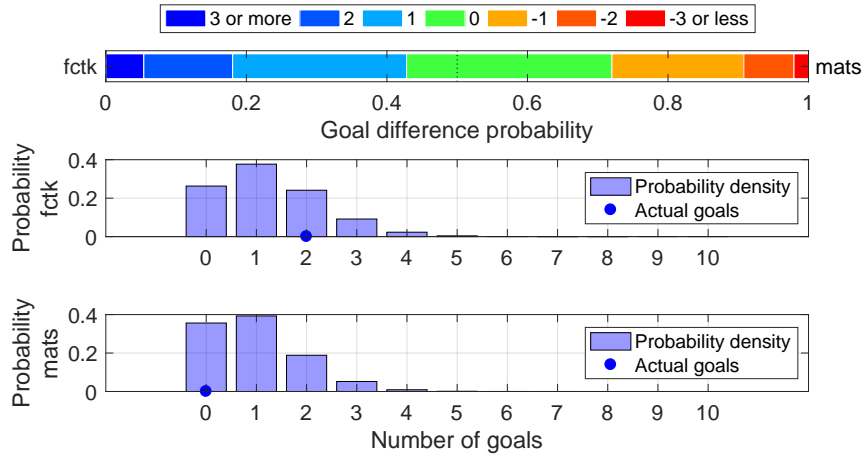 3 or more 2 1 0 -1 -2 -3 or less
fctk mats
0 0.2 0.4 0.6 0.8 1
Goal difference probability
Probability
fctk
0.4
0.2
0
Probability density
Actual goals
0 1 2 3 4 5 6 7 8 9 10
Probability
mats
0.4
0.2
0
Probability density
Actual goals
0 1 2 3 4 5 6 7 8 9 10
Number of goals